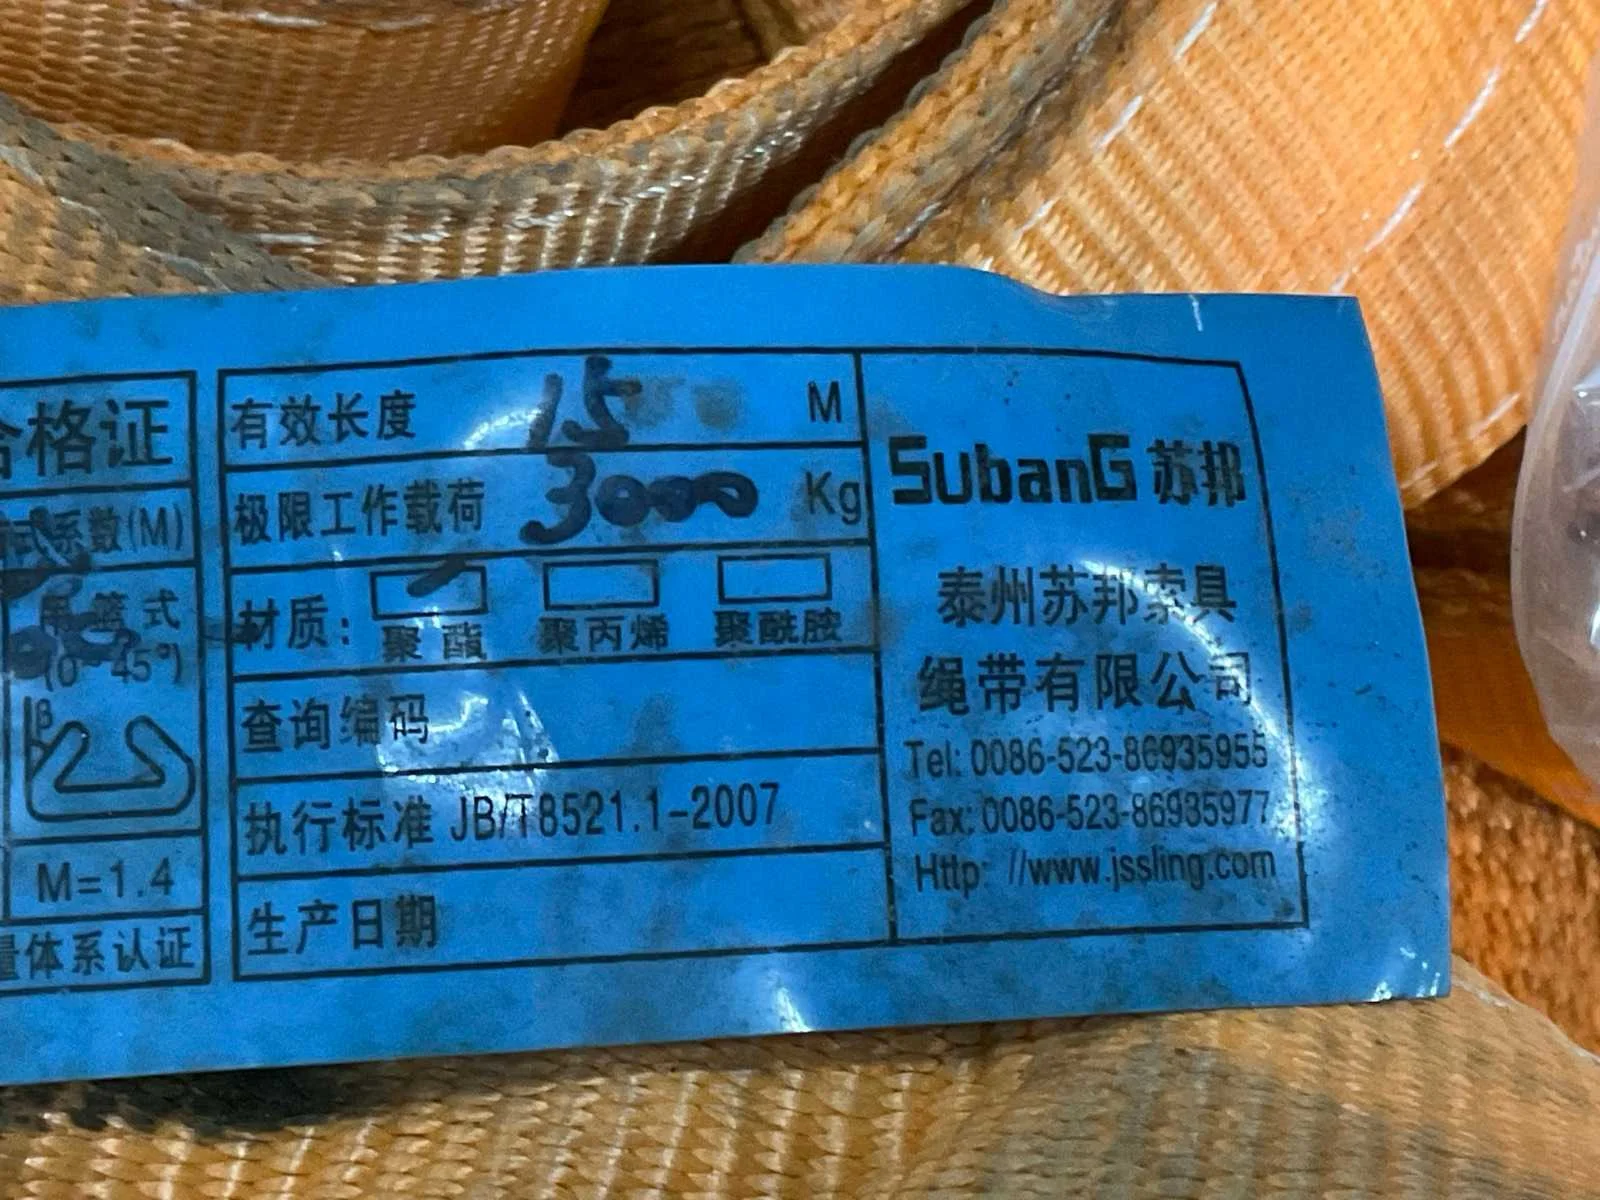 合格证
系数(M)
吊篮式
(0°~45°)
β
M=1.4
量体系认证
有效长度 15 M
极限工作载荷 3000 Kg
材质:
聚酯 聚丙烯 聚酰胺
查询编码
执行标准 JB/T8521.1-2007
生产日期
SubanG 苏邦
泰州苏邦索具
绳带有限公司
Tel: 0086-523-86935955
Fax: 0086-523-86935977
Http: //www.jssling.com